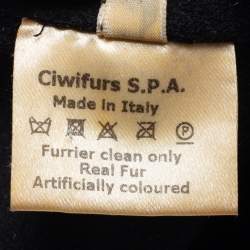 Ciwifurs S.P.A.
Made in Italy
P
Furrier clean only
Real Fur
Artificially coloured